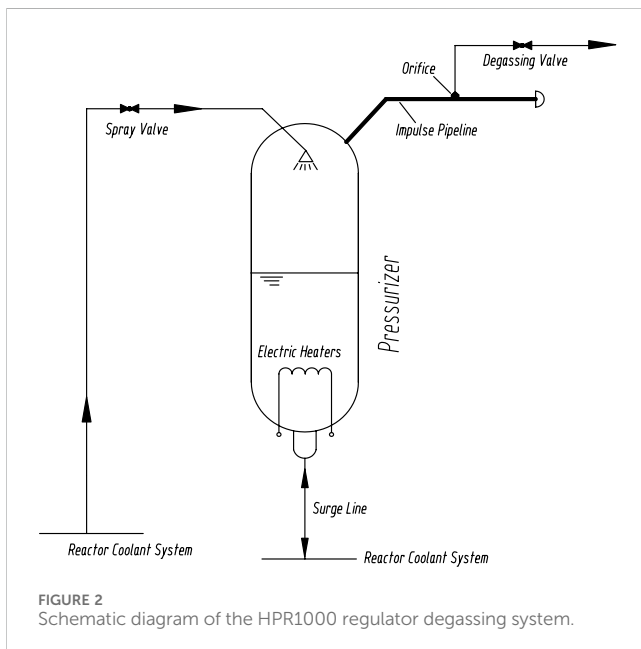 Degassing Valve
Orifice
Impulse Pipeline
Spray Valve
Pressurizer
Electric Heaters
Surge Line
Reactor Coolant System
Reactor Coolant System
FIGURE 2
Schematic diagram of the HPR1000 regulator degassing system.